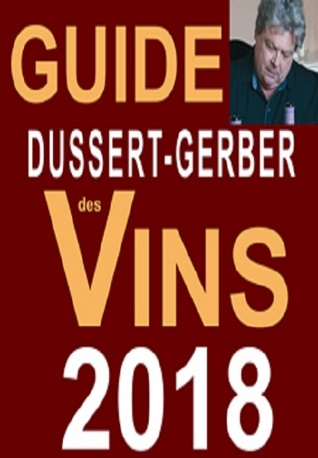 GUIDE
DUSSERT-GERBER
des
VINS
2018